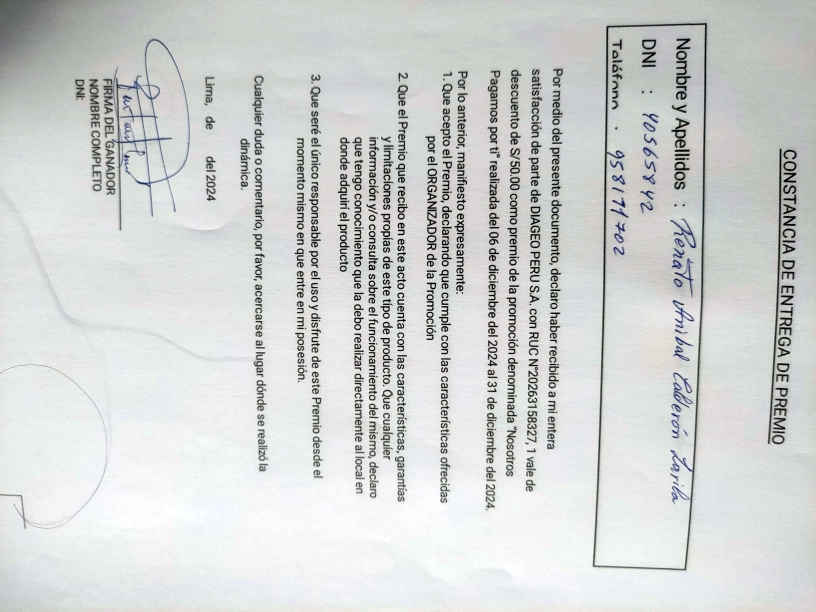 CONSTANCIA DE ENTREGA DE PREMIO
Nombre y Apellidos : Renato Anibal Calderón Zarila
DNI : 40565842
Teléfono : 958171702
Por medio del presente documento, declaro haber recibido a mi entera
satisfacción de parte de DIAGEO PERU S.A. con RUC N°20263158327, 1 vale de
descuento de S/50.00 como premio de la promoción denominada "Nosotros
Pagamos por ti" realizada del 06 de diciembre del 2024 al 31 de diciembre del 2024.
Por lo anterior, manifiesto expresamente:
1. Que acepto el Premio, declarando que cumple con las características ofrecidas
por el ORGANIZADOR de la Promoción
2. Que el Premio que recibo en este acto cuenta con las características, garantías
y limitaciones propias de este tipo de producto. Que cualquier
información y/o consulta sobre el funcionamiento del mismo, declaro
que tengo conocimiento que la debo realizar directamente al local en
donde adquirí el producto
3. Que seré el único responsable por el uso y disfrute de este Premio desde el
momento mismo en que entre en mi posesión.
Cualquier duda o comentario, por favor, acercarse al lugar dónde se realizó la
dinámica.
Lima, de del 2024
FIRMA DEL GANADOR
NOMBRE COMPLETO
DNI: